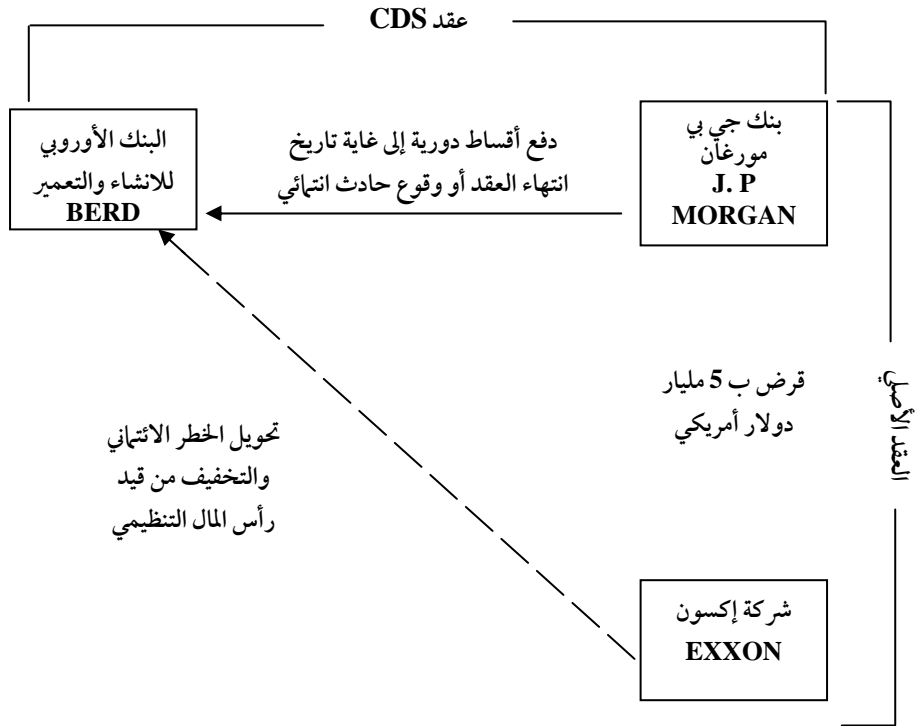 عقد CDS
بنك جي بي
مورغان
J. P
MORGAN
دفع أقساط دورية إلى غاية تاريخ
انتهاء العقد أو وقوع حادث انتمائي
البنك الأوروبي
للانشاء والتعمير
BERD
العقد الأصلي
قرض ب 5 مليار
دولار أمريكي
تحويل الخطر الائتماني
والتخفيف من قيد
رأس المال التنظيمي
شركة إكسون
EXXON